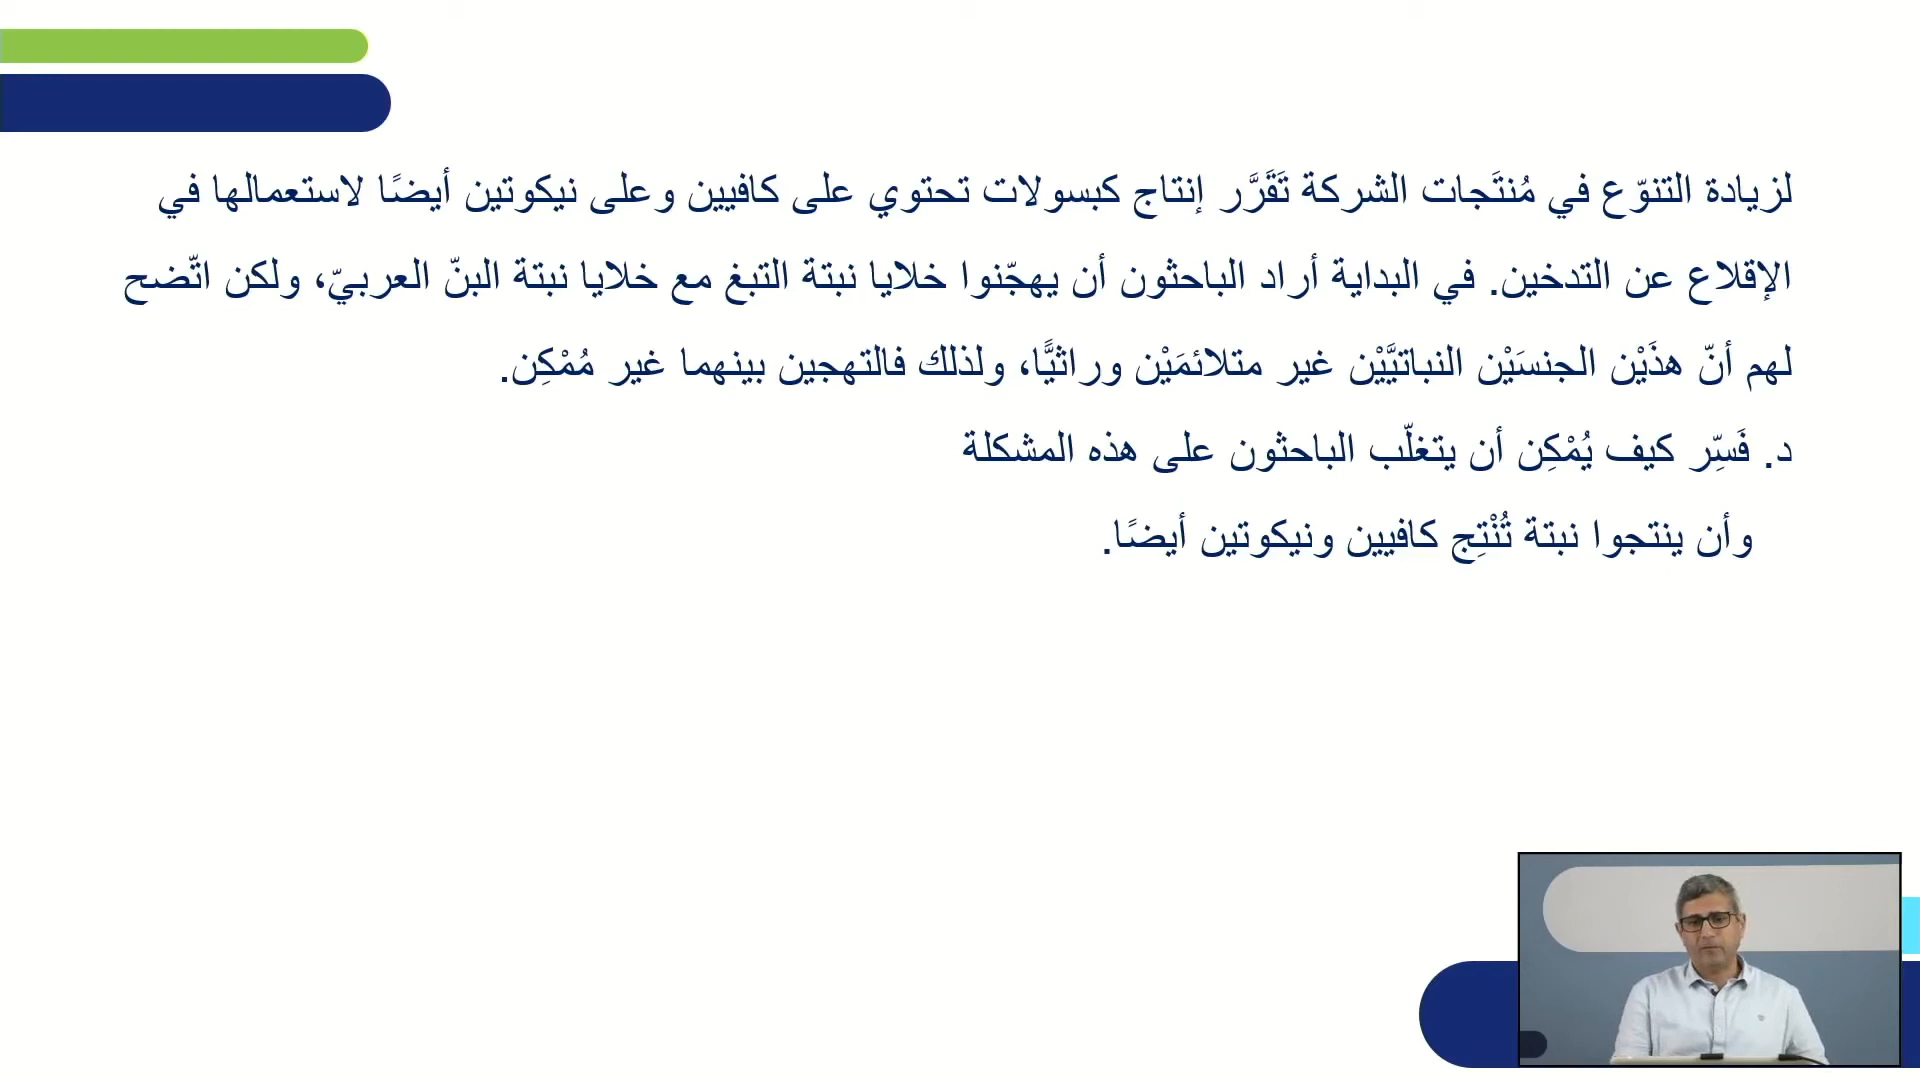 لزيادة التنوّع في مُنتَجات الشركة تَقَرَّر إنتاج كبسولات تحتوي على كافيين وعلى نيكوتين أيضًا لاستعمالها في
الإقلاع عن التدخين. في البداية أراد الباحثون أن يهجّنوا خلايا نبتة التبغ مع خلايا نبتة البنّ العربيّ، ولكن اتّضح
لهم أنّ هذَيْن الجنسَيْن النباتيَّيْن غير متلائمَيْن وراثيًّا، ولذلك فالتهجين بينهما غير مُمْكِن.
د. فَسِّر كيف يُمْكِن أن يتغلّب الباحثون على هذه المشكلة
وأن ينتجوا نبتة تُنْتِج كافيين ونيكوتين أيضًا.